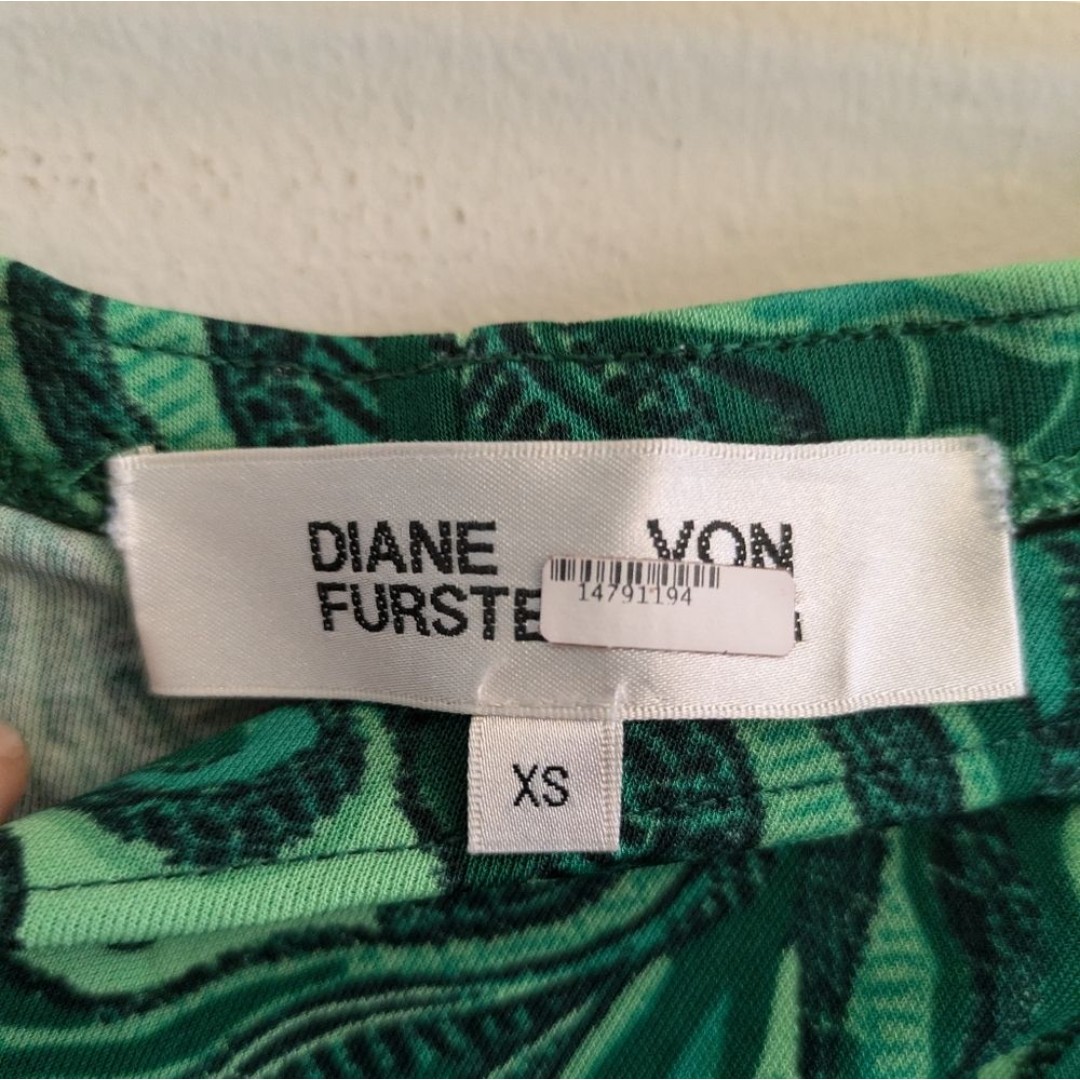 DIANE VON
FURSTE
14791194
XS